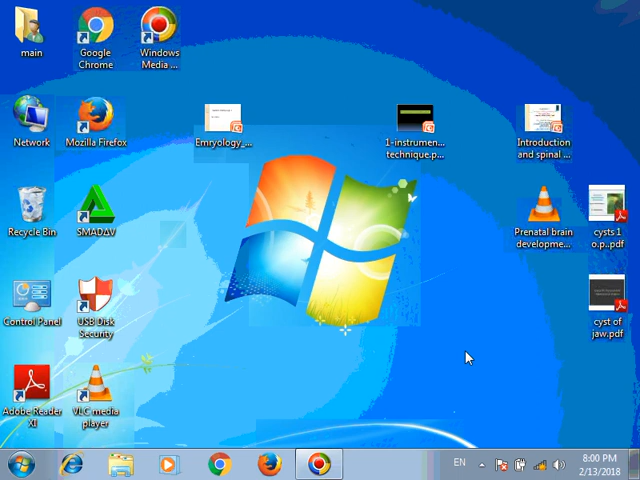 main
Google
Chrome
Windows
Media ...
Network
Mozilla Firefox
Emryology_...
1-instrumen...
technique.p...
Introduction
and spinal ...
Recycle Bin
SMADΔV
Prenatal brain
developme...
cysts 1
o.p..pdf
Control Panel
USB Disk
Security
cyst of
jaw.pdf
Adobe Reader
XI
VLC media
player
EN
8:00 PM
2/13/2018